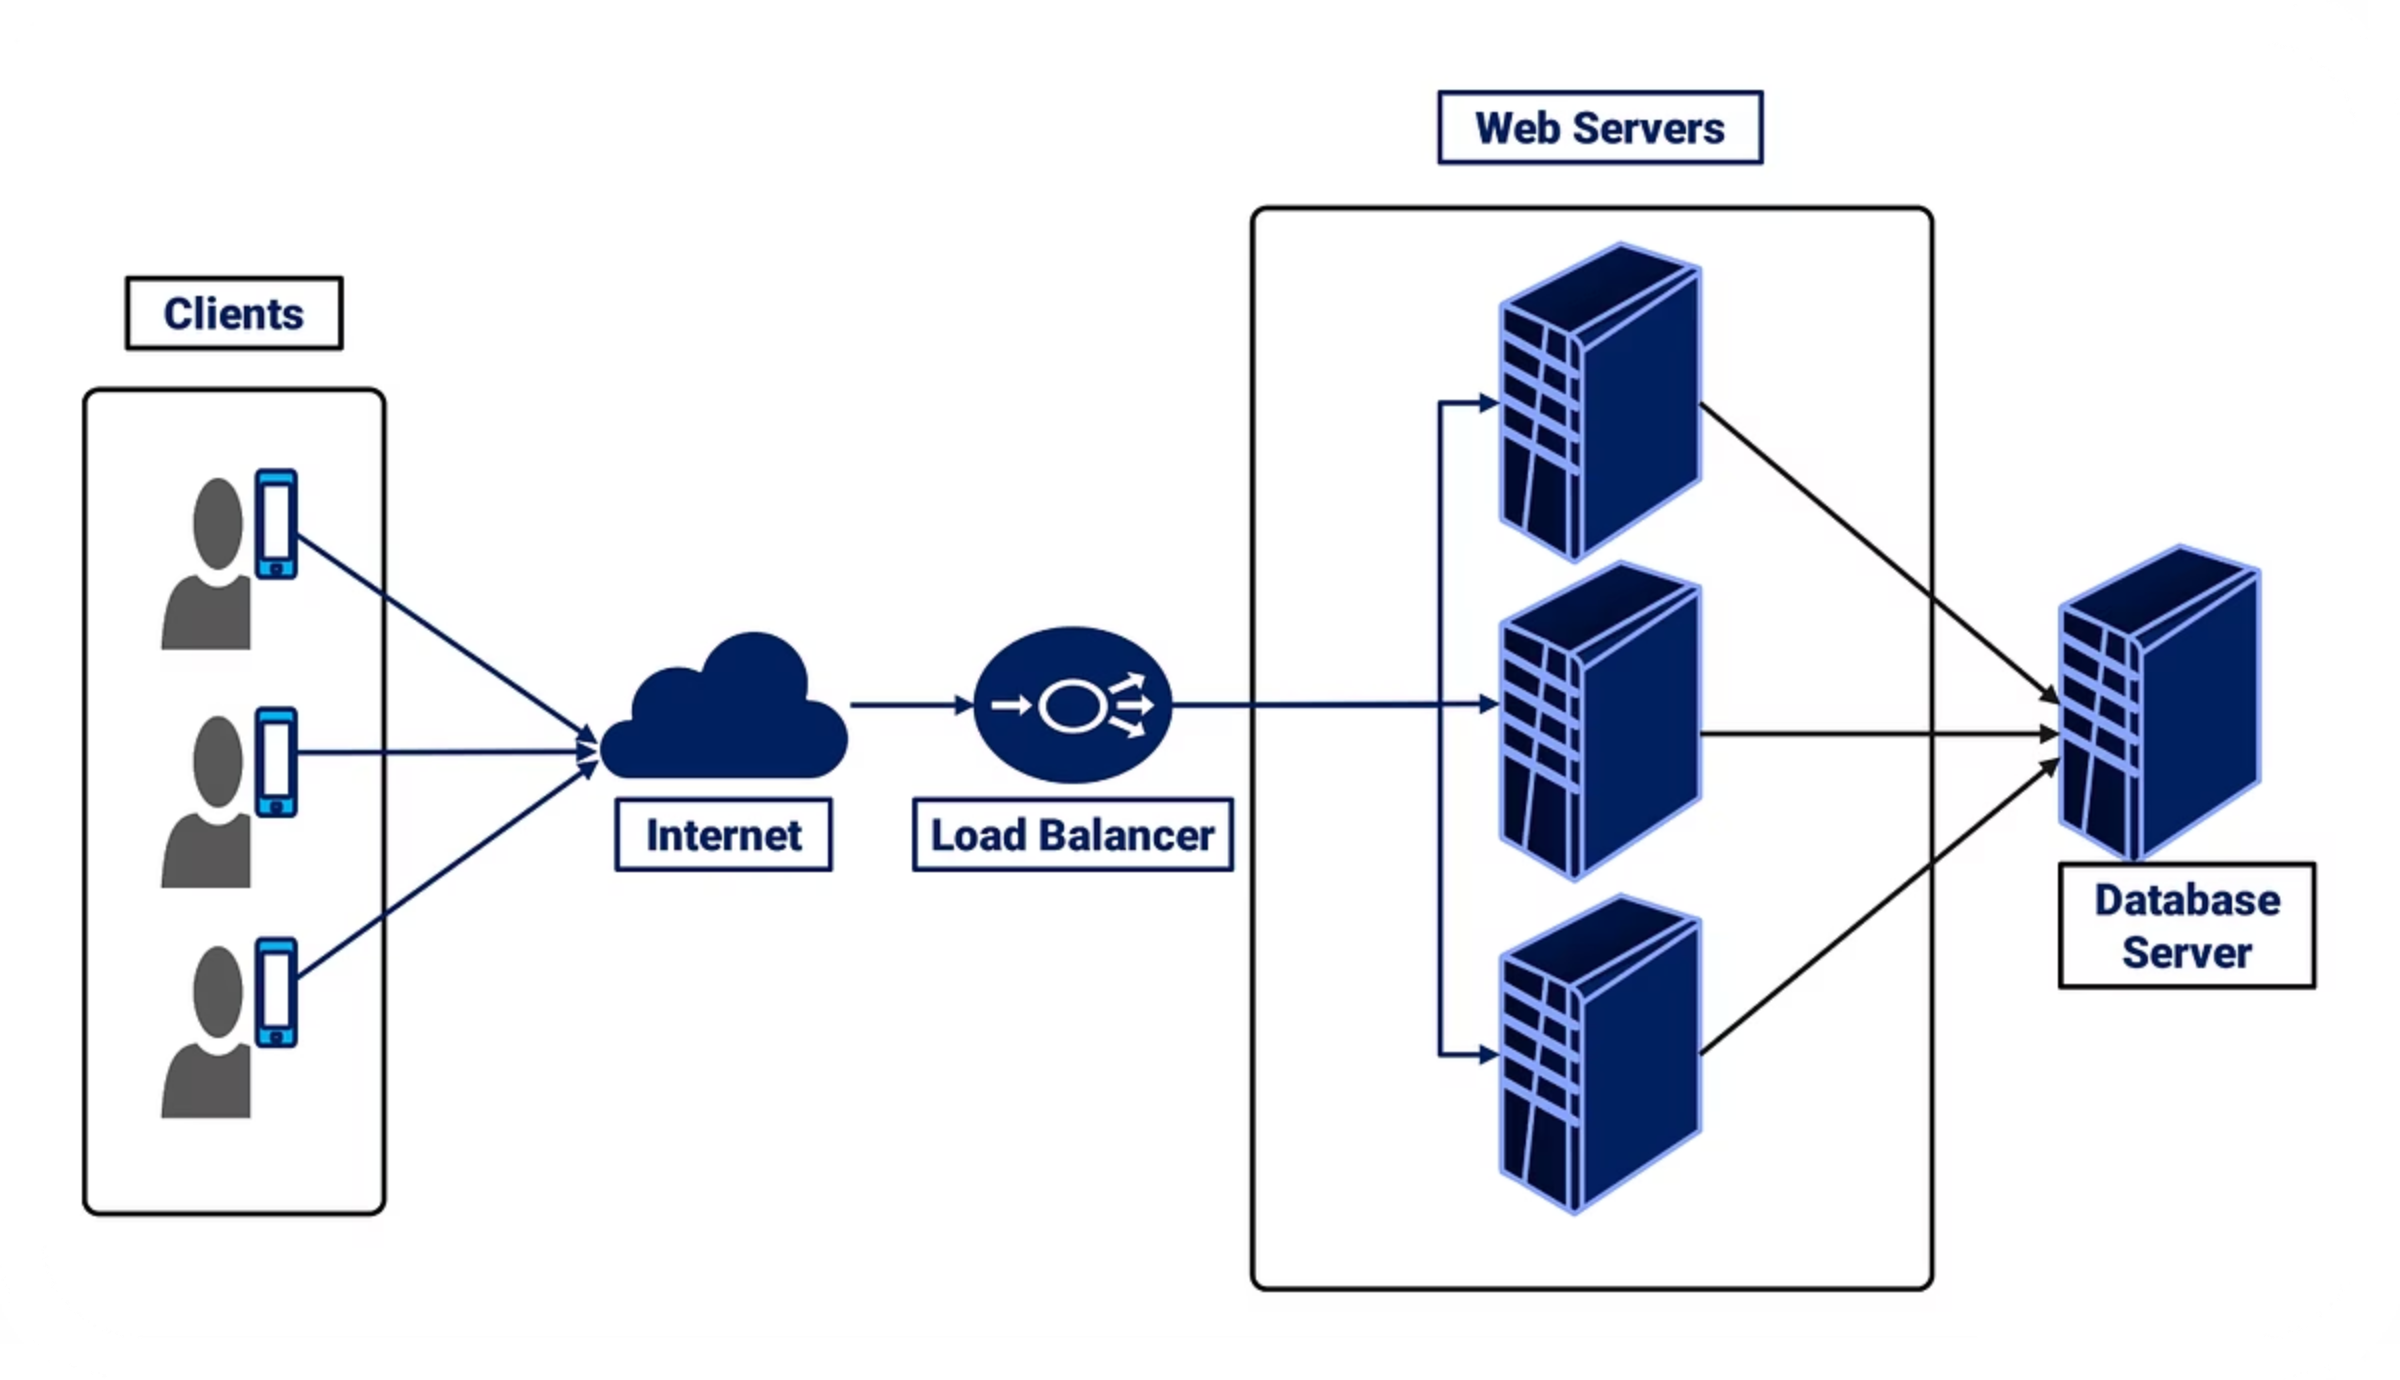 Web Servers
Clients
Internet
Load Balancer
Database
Server